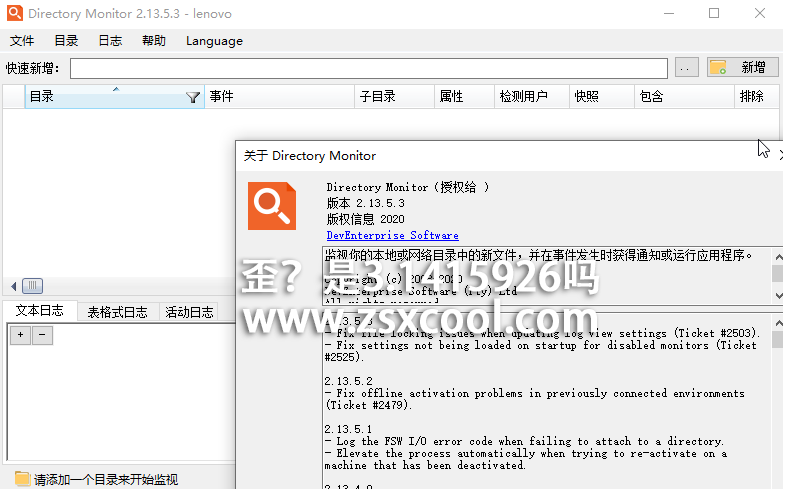 Directory Monitor 2.13.5.3 - lenovo
文件 目录 日志 帮助 Language
快速新增: .. 新增
目录 事件 子目录 属性 检测用户 快照 包含 排除
关于 Directory Monitor
Directory Monitor (授权给 )
版本 2.13.5.3
版权信息 2020
DevEnterprise Software
监视你的本地或网络目录中的新文件，并在事件发生时获得通知或运行应用程序。
歪？是3.1415926吗
Copyright (c) 2020
DevEnterprise Software (Pty) Ltd
All rights reserved
www.zsxcool.com
2.13.5.3
- Fix file locking issues when updating log view settings (Ticket #2503).
- Fix settings not being loaded on startup for disabled monitors (Ticket
#2525).
2.13.5.2
- Fix offline activation problems in previously connected environments
(Ticket #2479).
2.13.5.1
- Log the FSW I/O error code when failing to attach to a directory.
- Elevate the process automatically when trying to re-activate on a
machine that has been deactivated.
2.13.4.0
文本日志 表格式日志 活动日志
+ -
请添加一个目录来开始监视